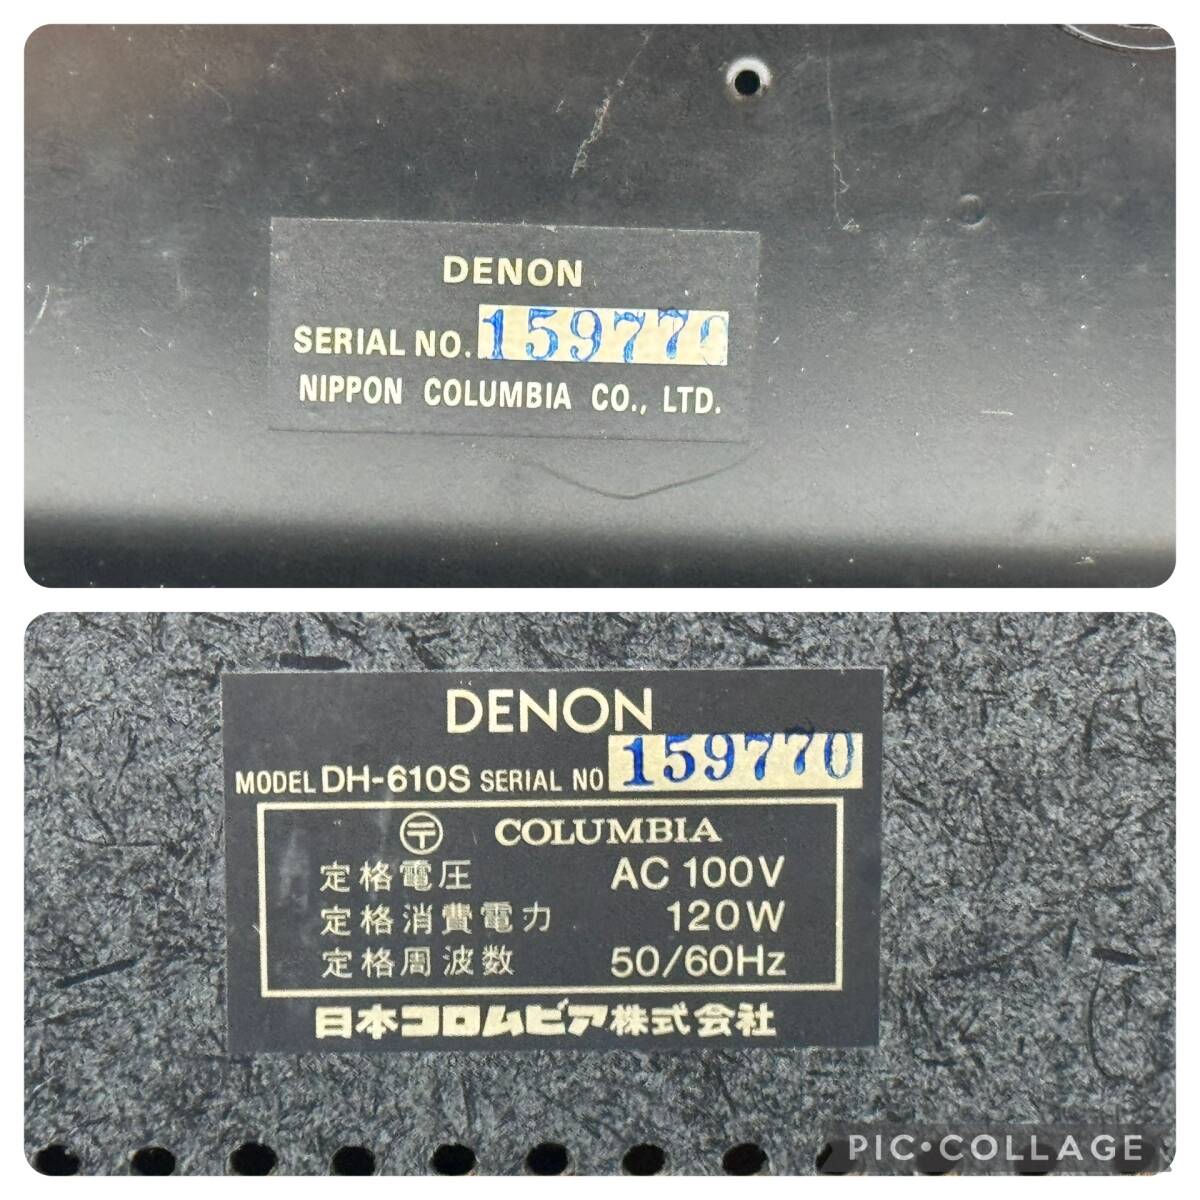 DENON
SERIAL NO. 159770
NIPPON COLUMBIA CO., LTD.
DENON
MODEL DH-610S SERIAL NO 159770
〒 COLUMBIA
定格電圧 AC 100V
定格消費電力 120W
定格周波数 50/60Hz
日本コロムビア株式会社
PIC•COLLAGE